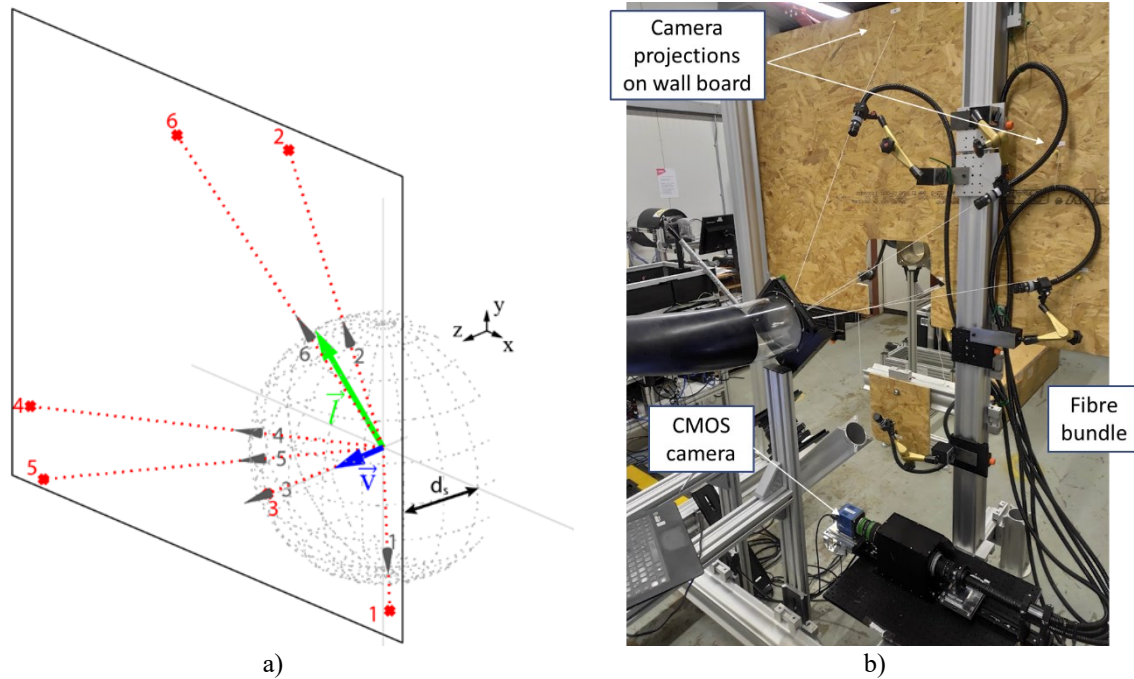 6
2
6
2
y
z
x
l
4
4
5
5
3
3
v
d_s
1
1
a)
Camera
projections
on wall board
CMOS
camera
Fibre
bundle
b)